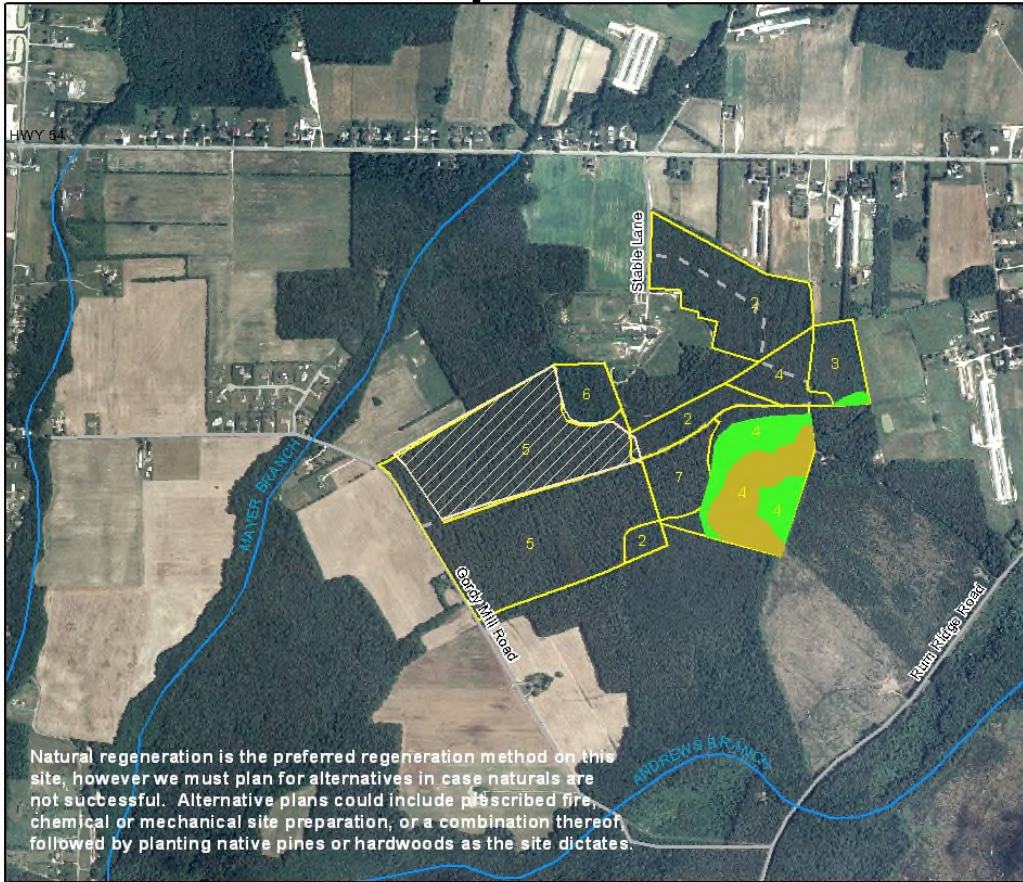 HWY 54
Stable Lane
2
3
4
6
2
4
5
7
4
4
5
2
MAYER BRANCH
Gordy Mill Road
Rum Ridge Road
ANDREWS BRANCH
Natural regeneration is the preferred regeneration method on this
site, however we must plan for alternatives in case naturals are
not successful. Alternative plans could include prescribed fire,
chemical or mechanical site preparation, or a combination thereof
followed by planting native pines or hardwoods as the site dictates.